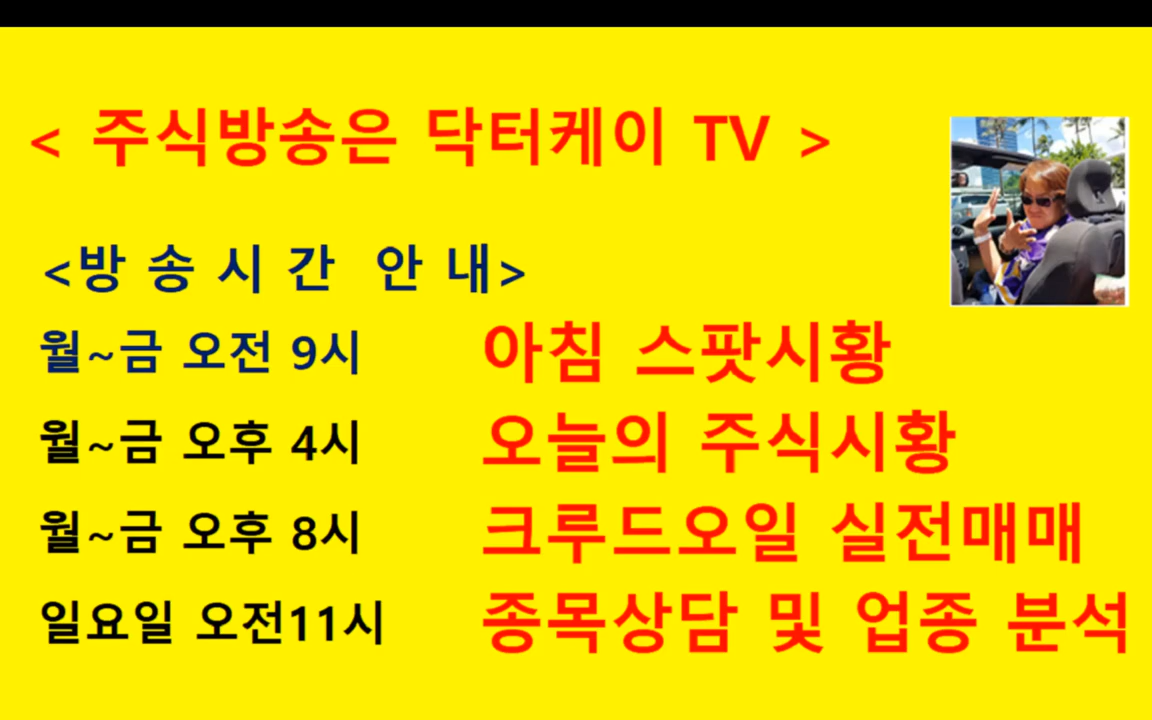 < 주식방송은 닥터케이 TV >
<방 송 시 간 안 내>
월~금 오전 9시 아침 스팟시황
월~금 오후 4시 오늘의 주식시황
월~금 오후 8시 크루드오일 실전매매
일요일 오전11시 종목상담 및 업종 분석